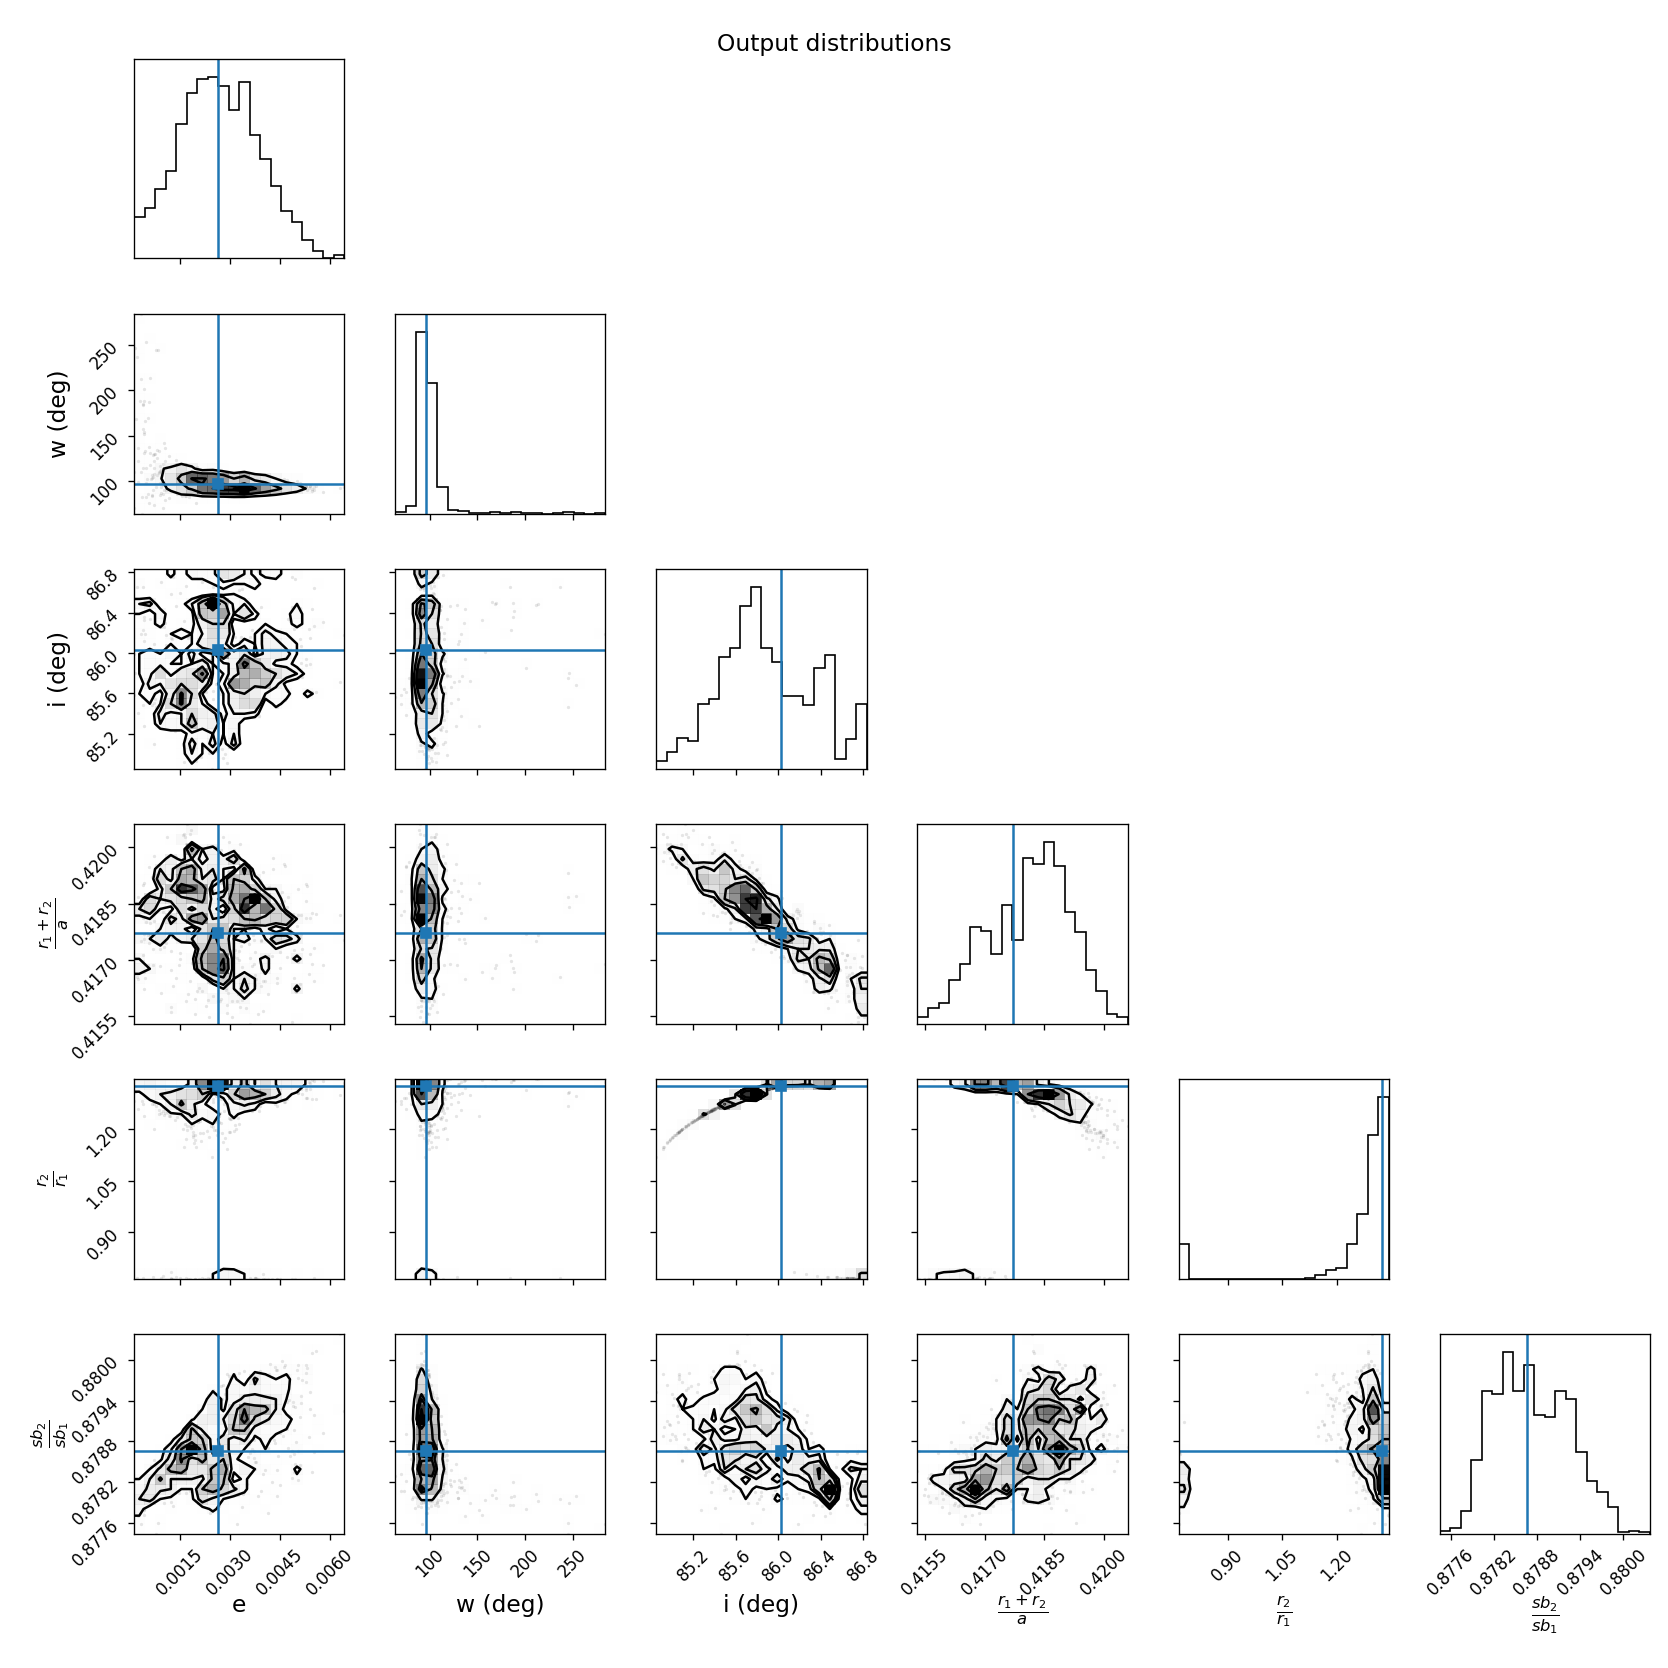 Output distributions
w (deg)
250
200
150
100
i (deg)
86.8
86.4
86.0
85.6
85.2
r₁ + r₂
a
0.4200
0.4185
0.4170
0.4155
r₂
r₁
1.20
1.05
0.90
sb₂
sb₁
0.8800
0.8794
0.8788
0.8782
0.8776
0.0015 0.0030 0.0045 0.0060
e
100 150 200 250
w (deg)
85.2 85.6 86.0 86.4 86.8
i (deg)
0.4155 0.4170 0.4185 0.4200
r₁ + r₂
a
0.90 1.05 1.20
r₂
r₁
0.8776 0.8782 0.8788 0.8794 0.8800
sb₂
sb₁